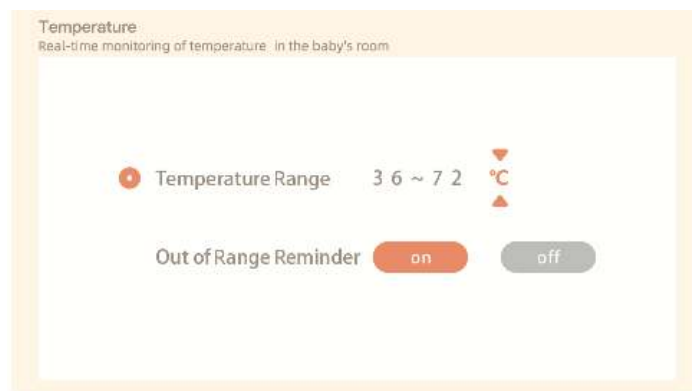 Temperature
Real-time monitoring of temperature in the baby's room
Temperature Range 36~72 ℃
Out of Range Reminder on off